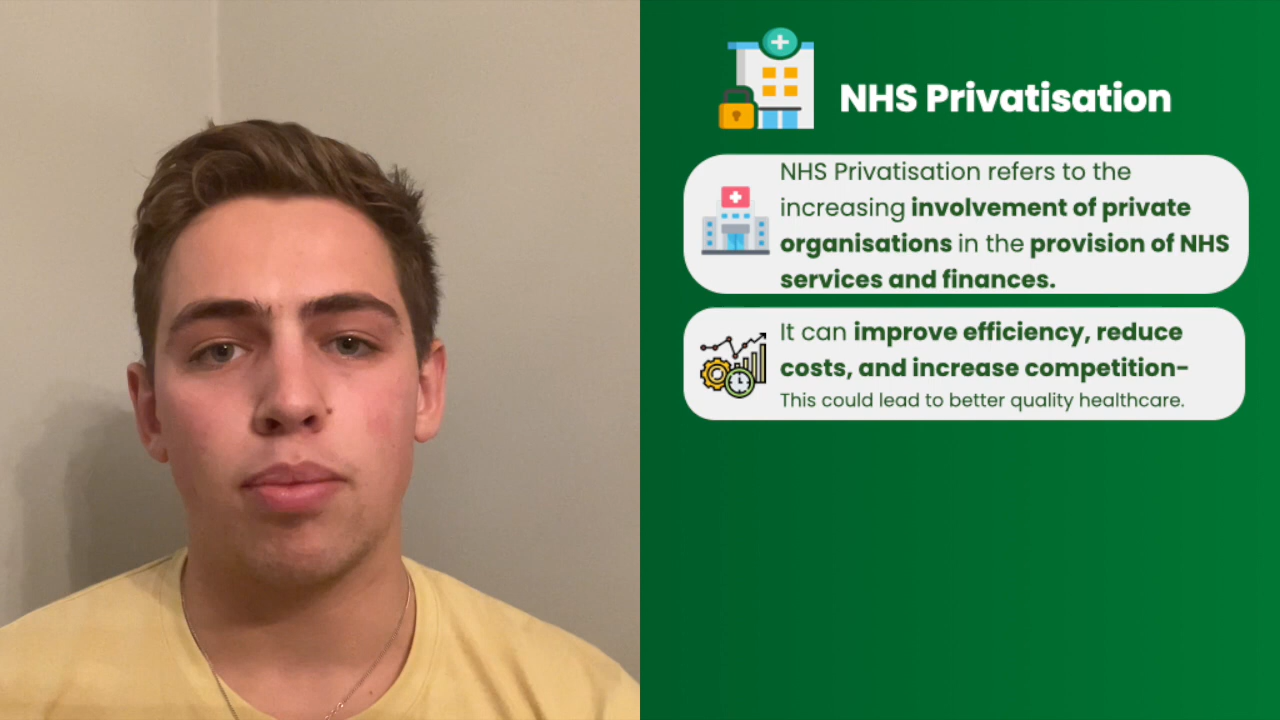 NHS Privatisation
NHS Privatisation refers to the
increasing involvement of private
organisations in the provision of NHS
services and finances.
It can improve efficiency, reduce
costs, and increase competition-
This could lead to better quality healthcare.